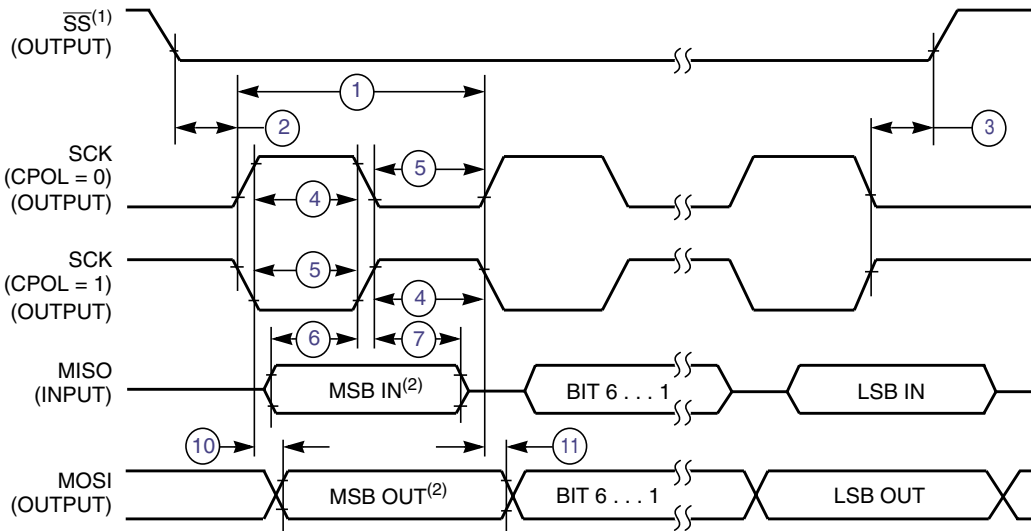 SS(1)
(OUTPUT)
1
2
3
SCK
(CPOL = 0)
(OUTPUT)
5
4
SCK
(CPOL = 1)
(OUTPUT)
5
4
6
7
MISO
(INPUT)
MSB IN(2)
BIT 6 . . . 1
LSB IN
10
11
MOSI
(OUTPUT)
MSB OUT(2)
BIT 6 . . . 1
LSB OUT